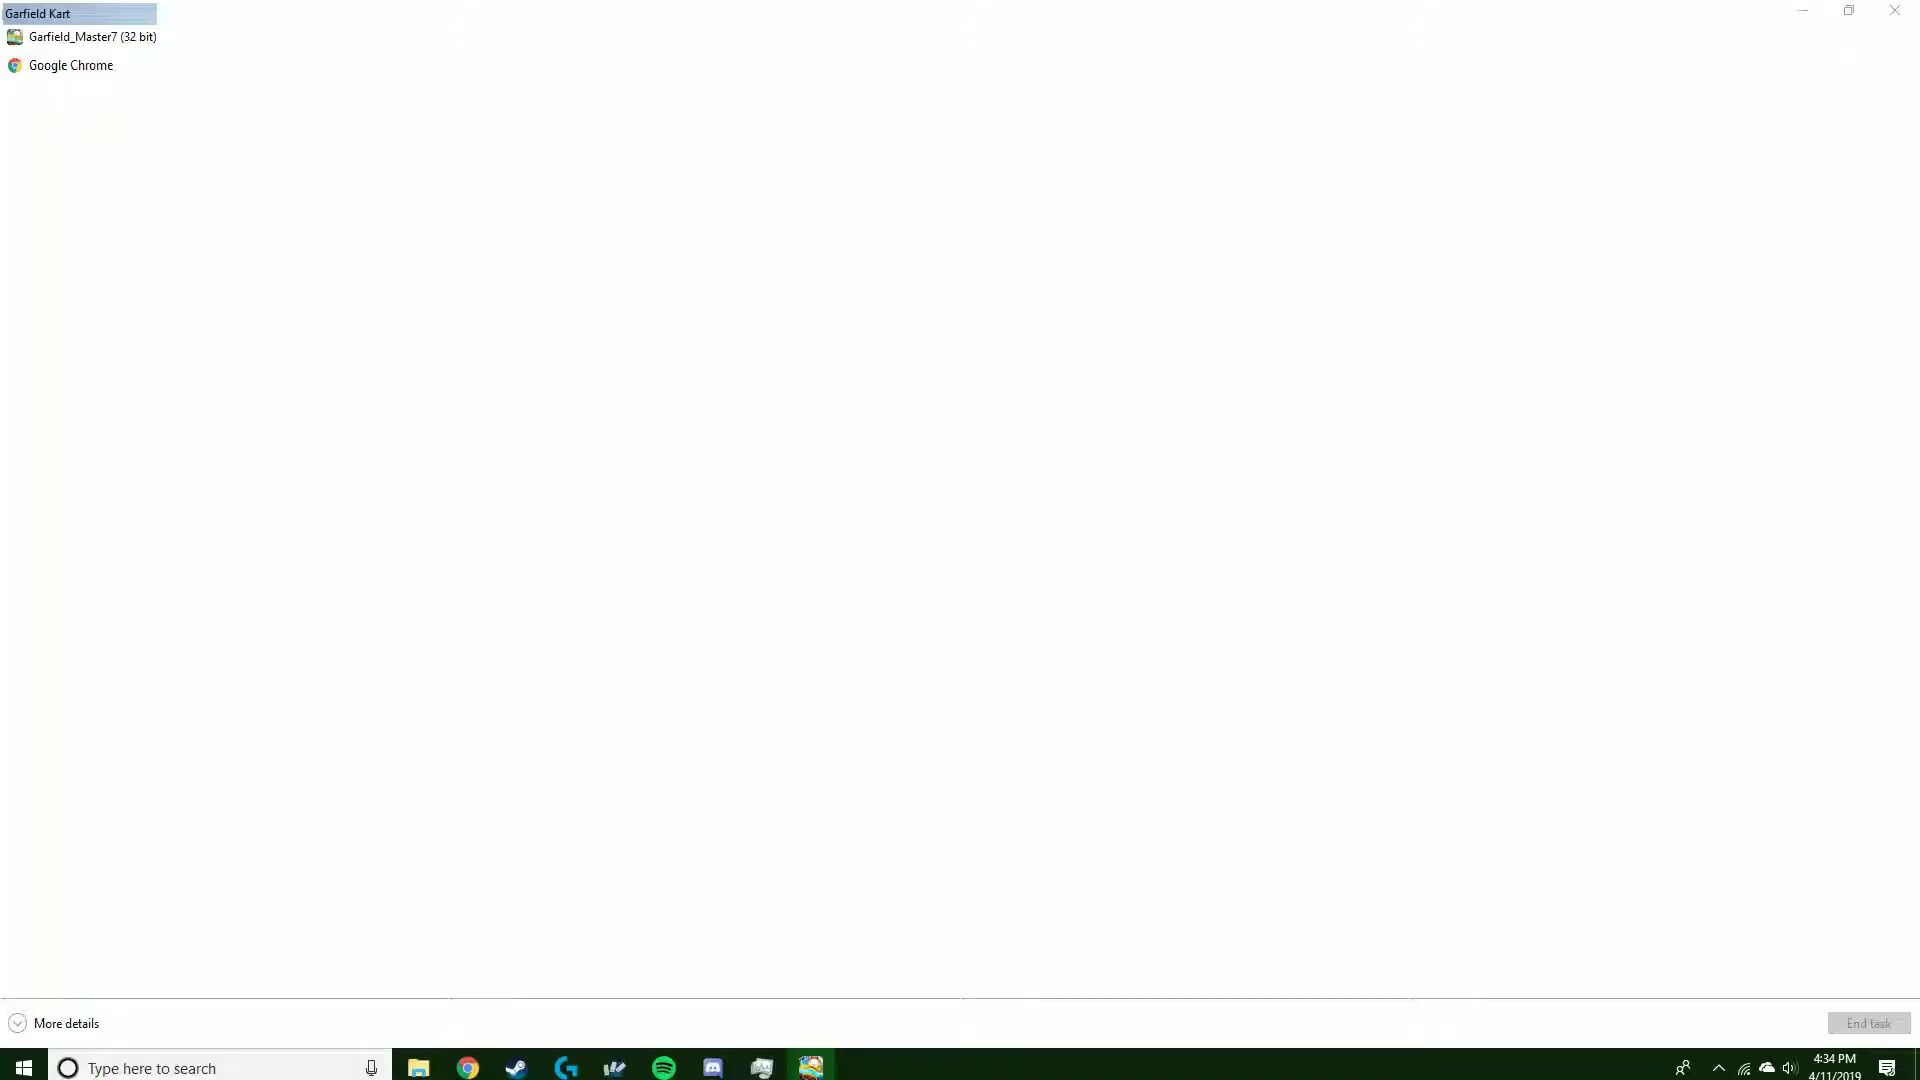 Garfield Kart
Garfield_Master7 (32 bit)
Google Chrome
More details
End task
Type here to search
4:34 PM
4/11/2019